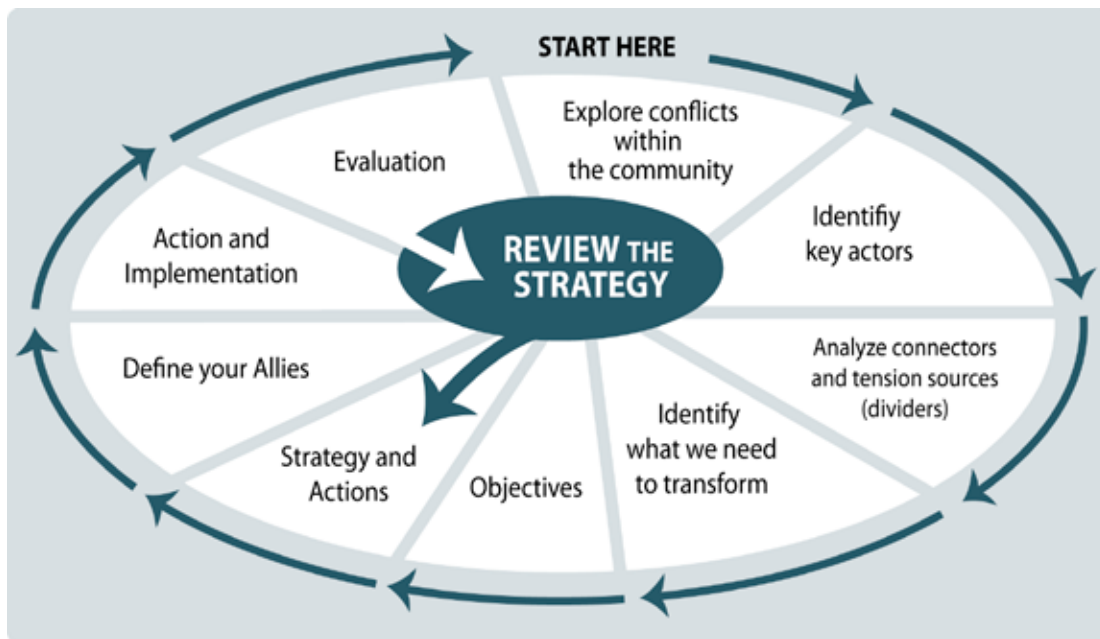 START HERE
Explore conflicts
within
the community
Identifiy
key actors
Analyze connectors
and tension sources
(dividers)
Identify
what we need
to transform
Objectives
Strategy and
Actions
Define your Allies
Action and
Implementation
Evaluation
REVIEW THE
STRATEGY